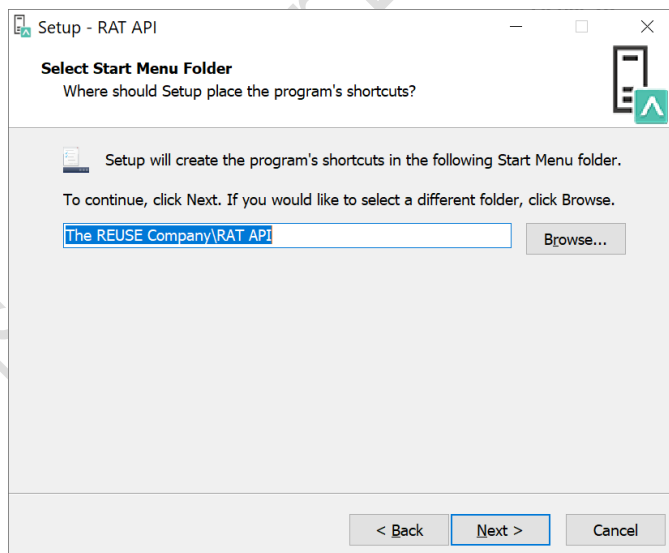 Setup - RAT API
Select Start Menu Folder
Where should Setup place the program's shortcuts?
Setup will create the program's shortcuts in the following Start Menu folder.
To continue, click Next. If you would like to select a different folder, click Browse.
The REUSE Company\RAT API
Browse...
< Back
Next >
Cancel